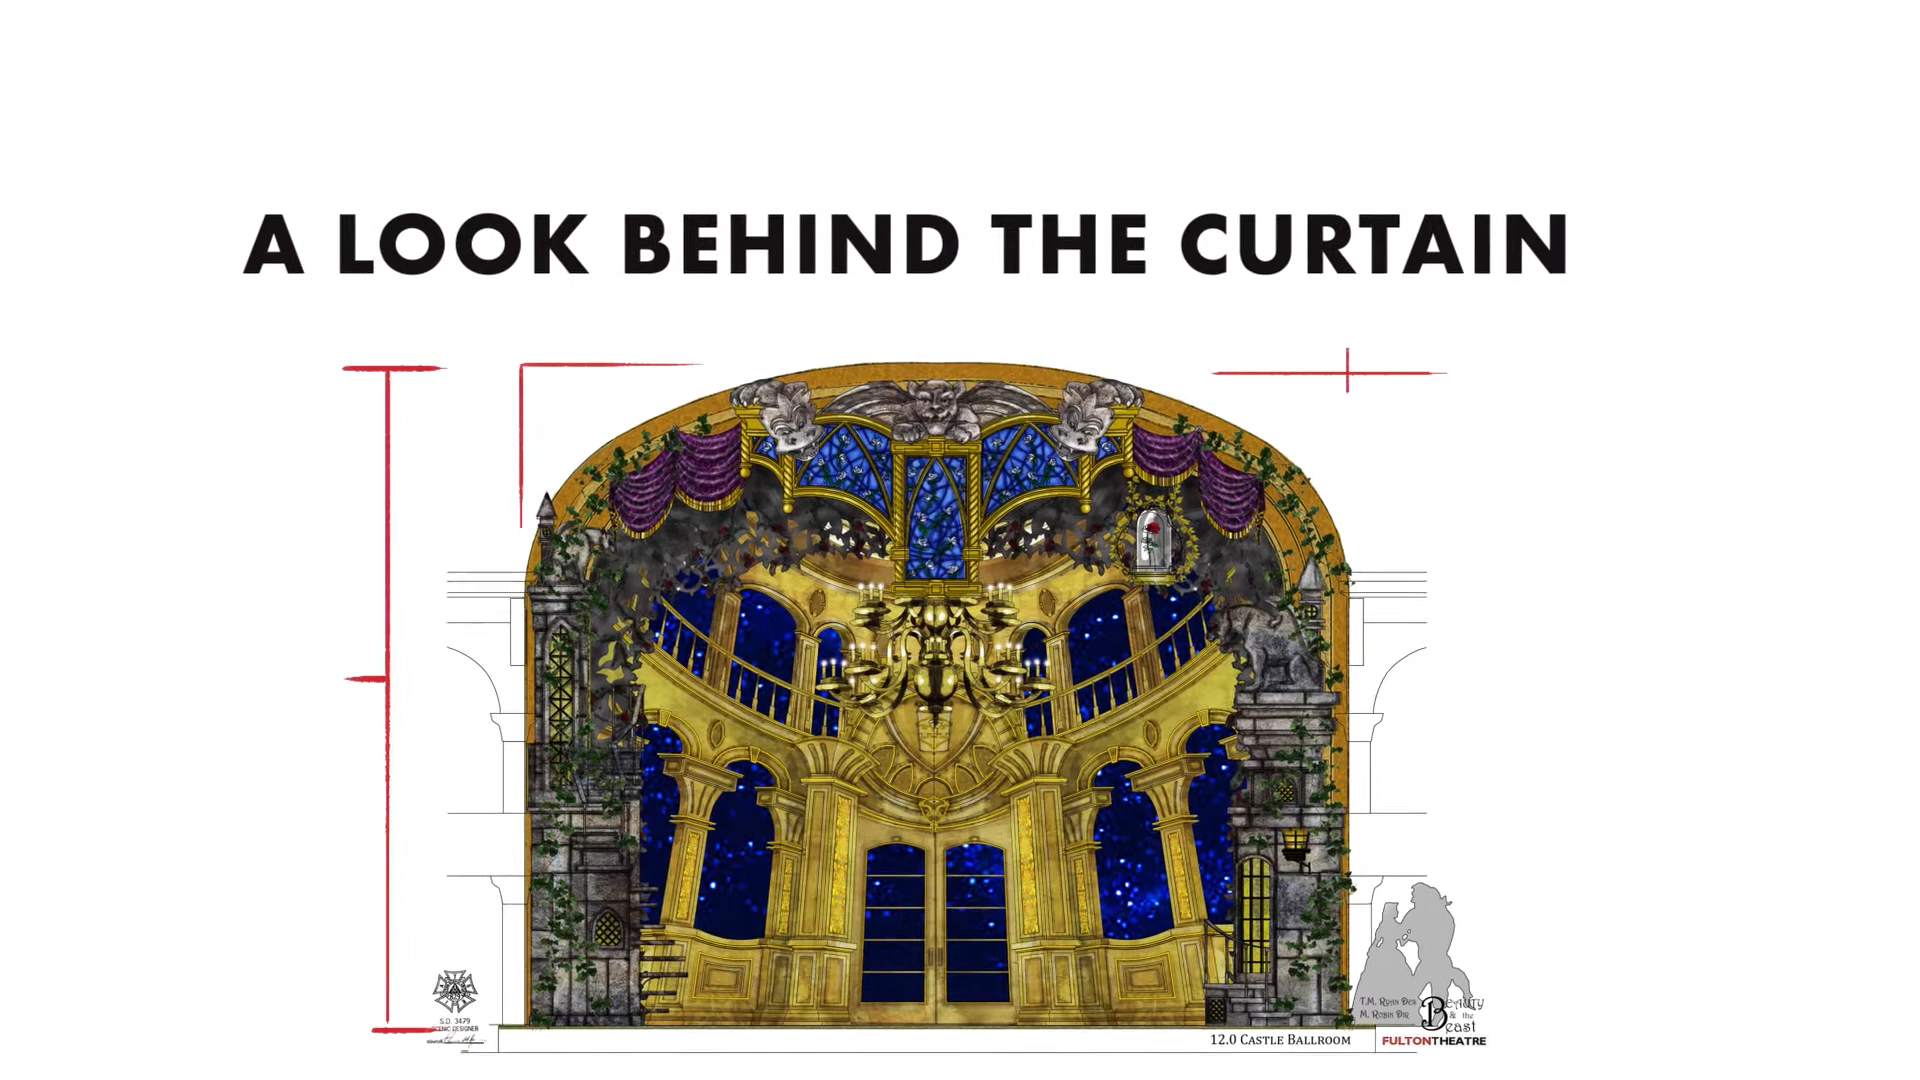 A LOOK BEHIND THE CURTAIN
S.D. 3479
SCENIC DESIGNER
T.M. RYAN DES
M. ROBIN DIR
BEAUTY
& the
Beast
12.0 CASTLE BALLROOM
FULTONTHEATRE